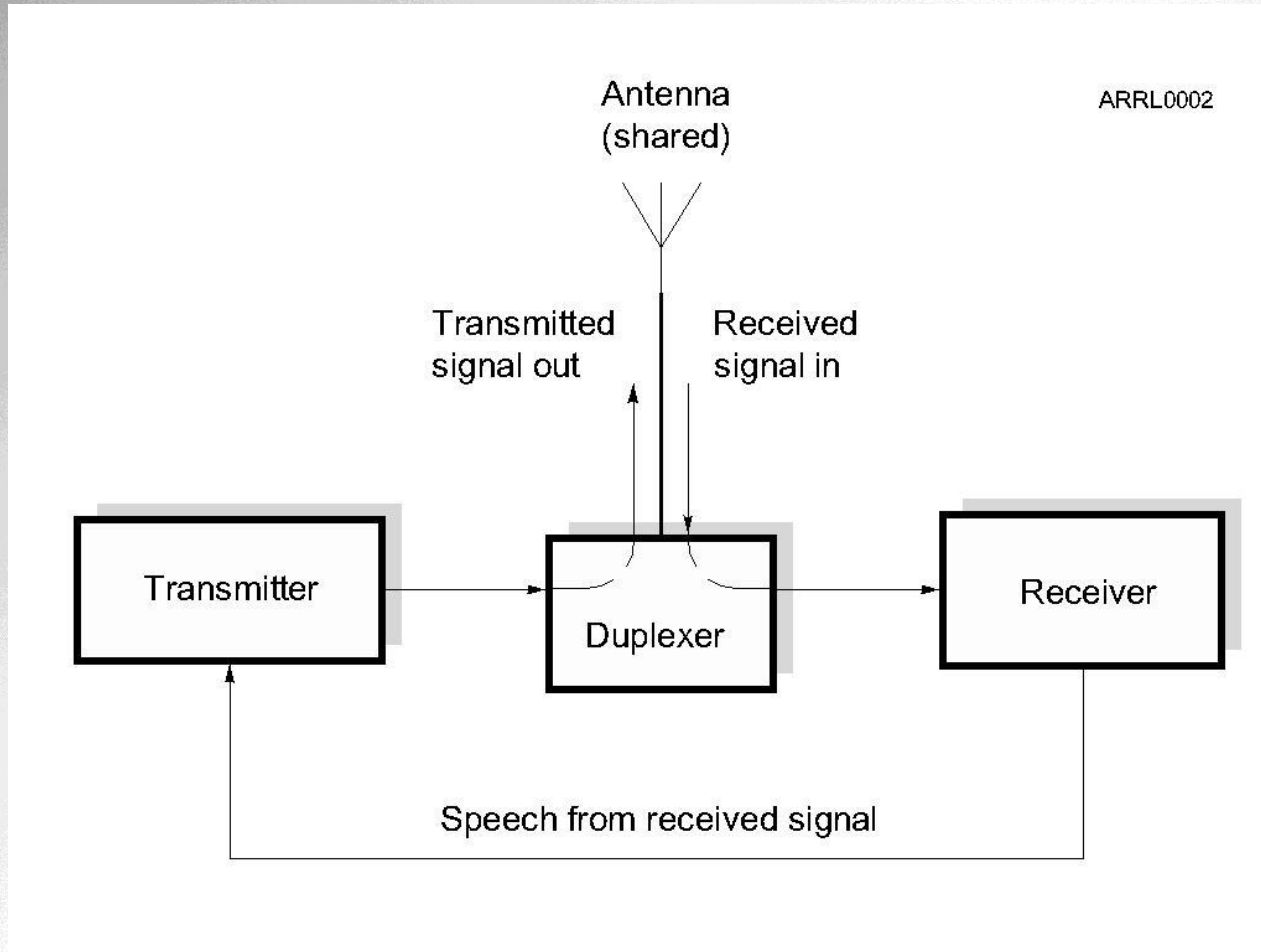 Antenna
(shared)
ARRL0002
Transmitted
signal out
Received
signal in
Transmitter
Duplexer
Receiver
Speech from received signal